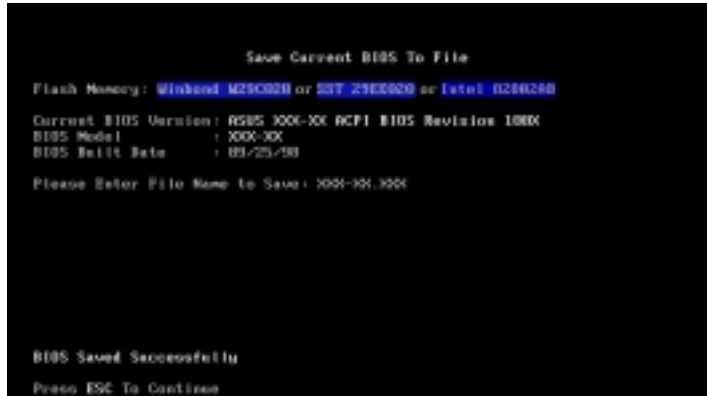 Save Current BIOS To File
Flash Memory: Winbond W29C020 or SST 29EE020 or Intel 82802AB
Current BIOS Version: ASUS XXX-XX ACPI BIOS Revision 100X
BIOS Model : XXX-XX
BIOS Built Date : 09/25/98
Please Enter File Name to Save: XXX-XX.XXX
BIOS Saved Successfully
Press ESC To Continue